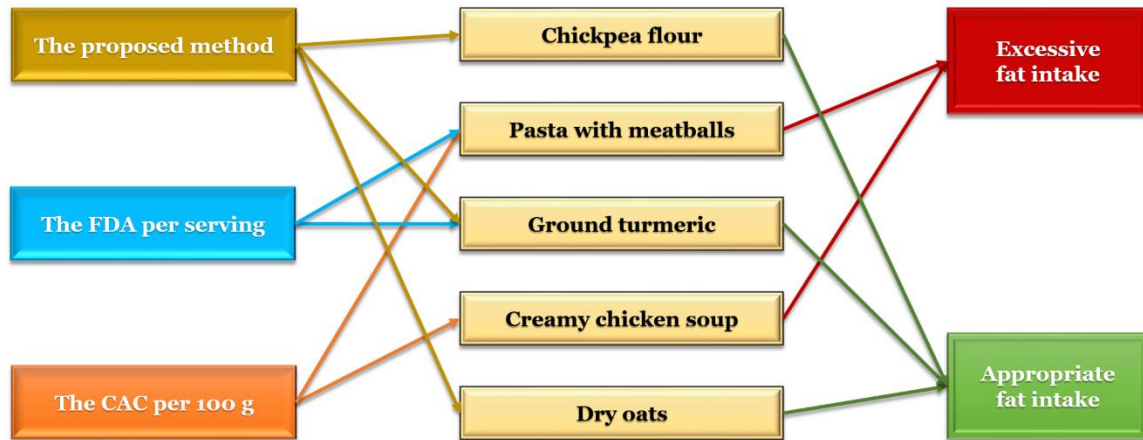 The proposed method
The FDA per serving
The CAC per 100 g
Chickpea flour
Pasta with meatballs
Ground turmeric
Creamy chicken soup
Dry oats
Excessive
fat intake
Appropriate
fat intake